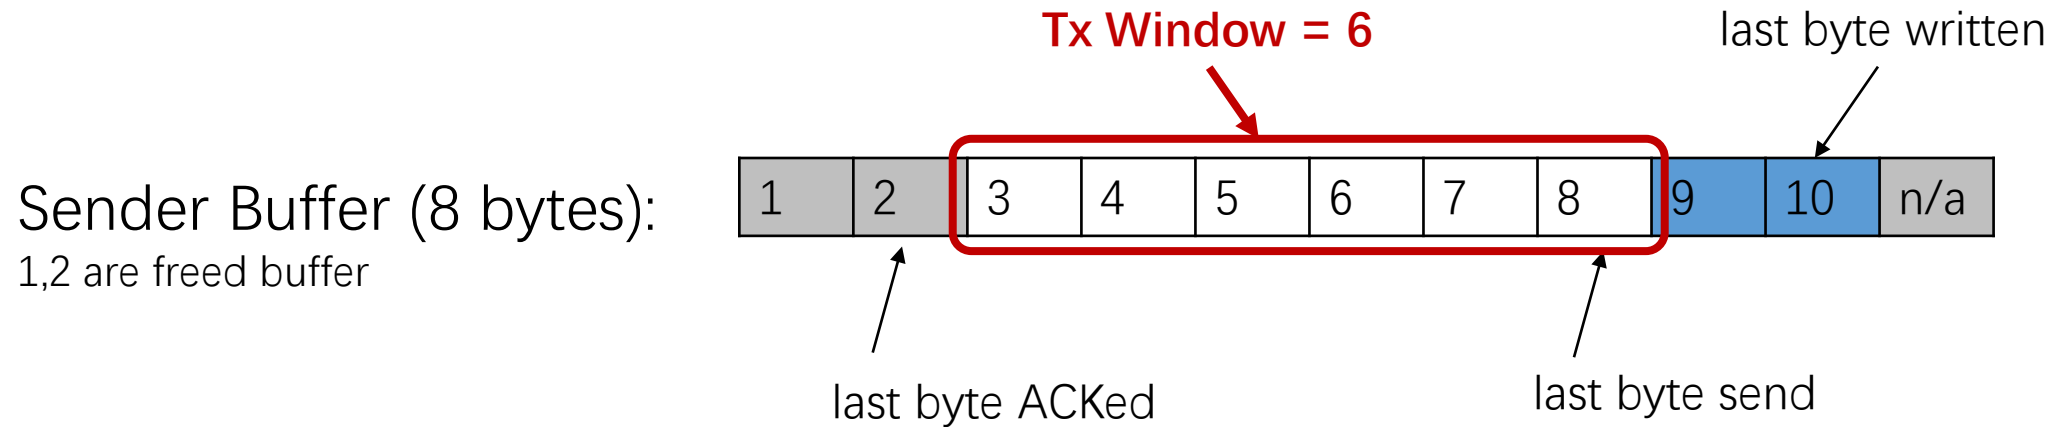 Tx Window = 6
last byte written
Sender Buffer (8 bytes):
1 2 3 4 5 6 7 8 9 10 n/a
1,2 are freed buffer
last byte ACKed
last byte send